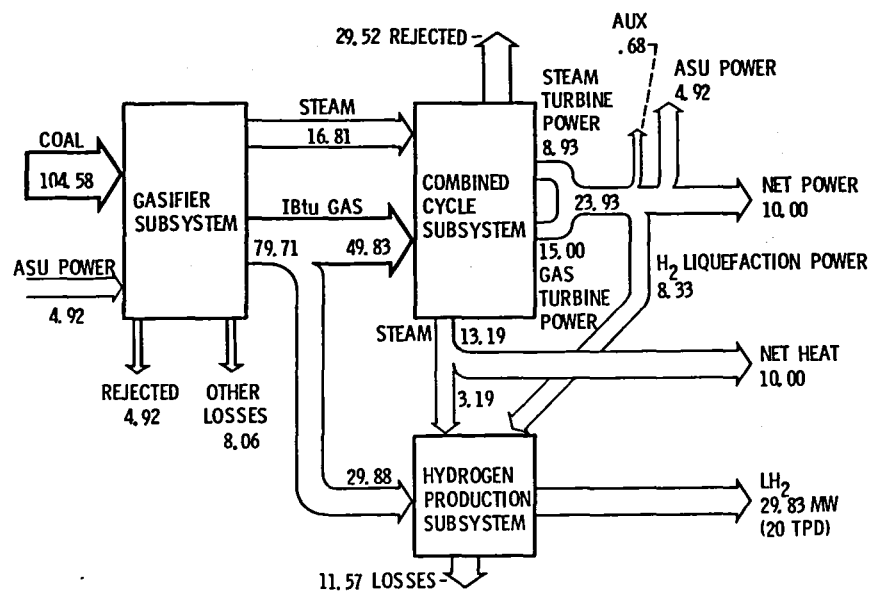 29.52 REJECTED
AUX
.68
ASU POWER
4.92
STEAM
TURBINE
POWER
8.93
STEAM
16.81
COAL
104.58
GASIFIER
SUBSYSTEM
COMBINED
CYCLE
SUBSYSTEM
23.93
NET POWER
10.00
IBtu GAS
79.71
49.83
15.00
GAS
TURBINE
POWER
H2 LIQUEFACTION POWER
8.33
ASU POWER
4.92
STEAM
13.19
NET HEAT
10.00
REJECTED
4.92
OTHER
LOSSES
8.06
3.19
29.88
HYDROGEN
PRODUCTION
SUBSYSTEM
LH2
29.83 MW
(20 TPD)
11.57 LOSSES